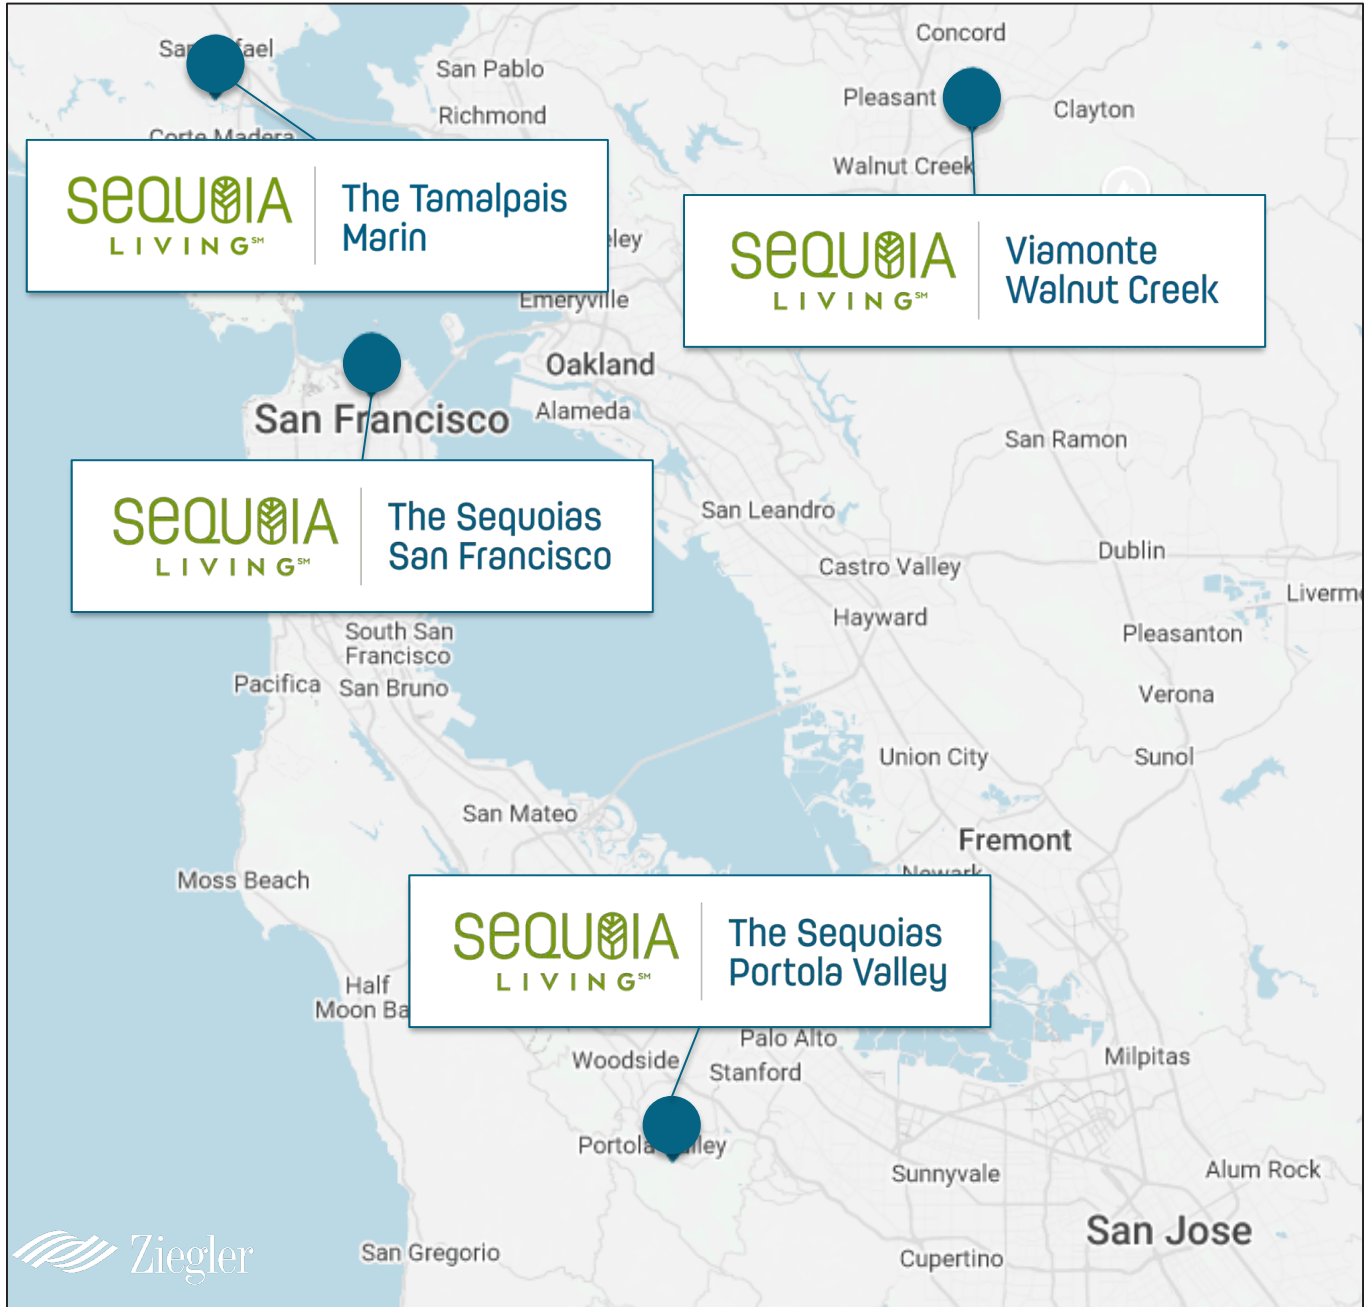 Concord
San Pablo
Pleasant
Clayton
Richmond
Corte Madera
Walnut Creek
SEQUOIA
LIVING℠
The Tamalpais
Marin
SEQUOIA
LIVING℠
Viamonte
Walnut Creek
Emeryville
Oakland
Alameda
San Francisco
San Ramon
SEQUOIA
LIVING℠
The Sequoias
San Francisco
San Leandro
Dublin
Castro Valley
Hayward
South San
Francisco
Pleasanton
Pacifica
San Bruno
Verona
Union City
Sunol
San Mateo
Fremont
Newark
Moss Beach
SEQUOIA
LIVING℠
The Sequoias
Portola Valley
Half
Moon Ba
Palo Alto
Woodside
Stanford
Milpitas
Portola
Sunnyvale
Alum Rock
San Jose
Ziegler
San Gregorio
Cupertino